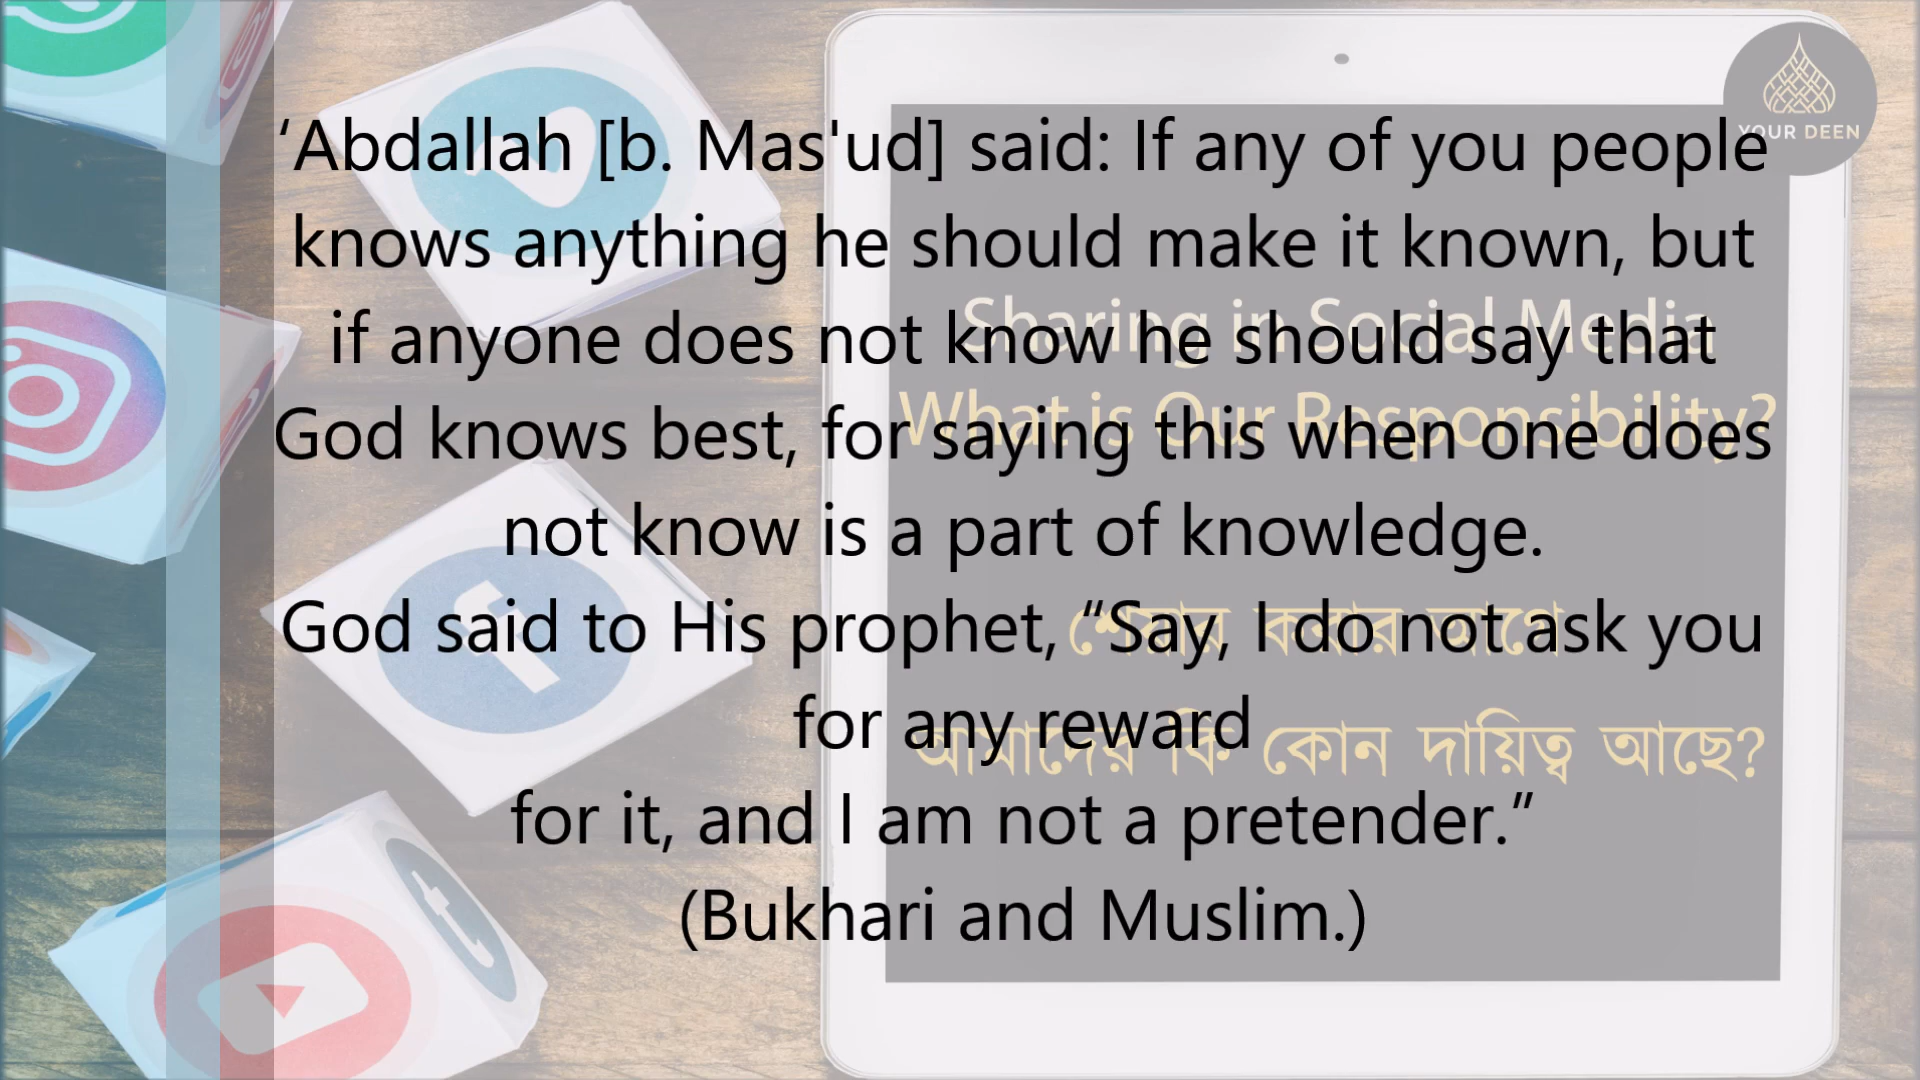 YOUR DEEN
‘Abdallah [b. Mas'ud] said: If any of you people
knows anything he should make it known, but
if anyone does not know he should say that
God knows best, for saying this when one does
not know is a part of knowledge.
God said to His prophet, “Say, I do not ask you
for any reward
for it, and I am not a pretender.”
(Bukhari and Muslim.)
Sharing in Social Media
What is Our Responsibility?
শেয়ার করার আগে
আমাদের কি কোন দায়িত্ব আছে?